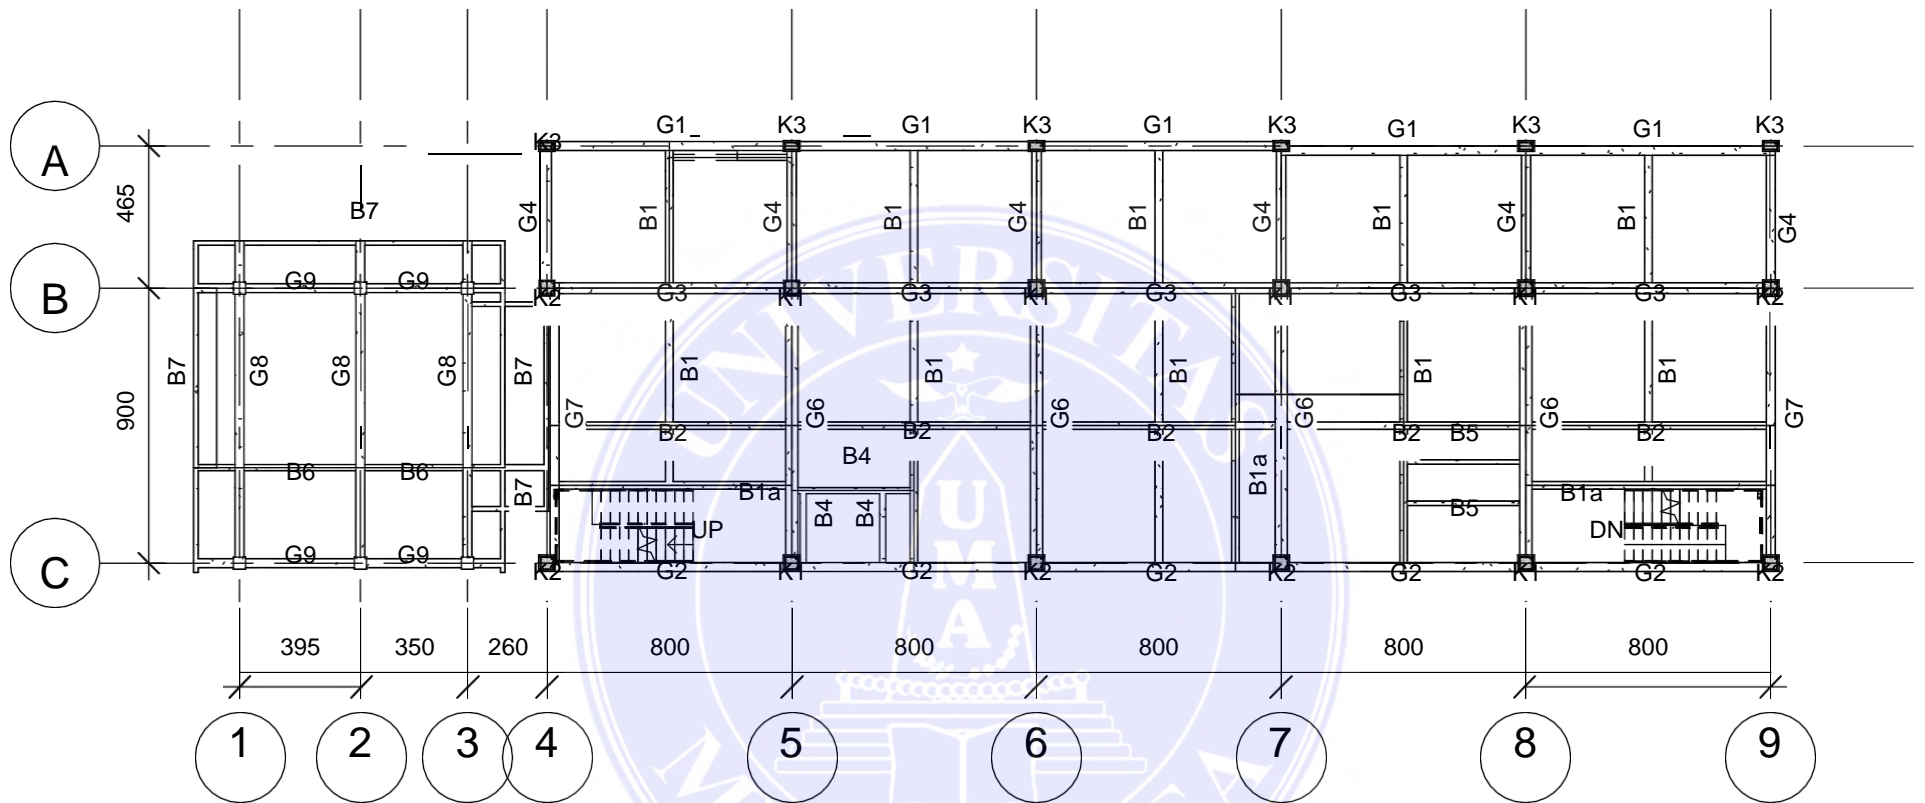 G1 K3 G1 K3 G1 K3 G1 K3 G1 K3
K3
A
465
B7
G4 B1 G4 B1 G4 B1 G4 B1 G4 B1 G4
G9 G9
B
K2 G3 K1 G3 K1 G3 K1 G3 K1 G3 K2
UNIVERSITAS
B7 G8 G8 G8 B7 B1 B1 B1 B1 B1
900
G7 G6 G6 G6 G6 G7
B2 B2 B2 B2 B5 B2
B4
B6 B6
B7 B1a B1a B1a
B4 B4 B5
UP DN
UMA
G9 G9
C
K2 G2 K1 G2 K2 G2 K2 G2 K1 G2 K2
395 350 260 800 800 800 800 800
1 2 3 4 5 6 7 8 9